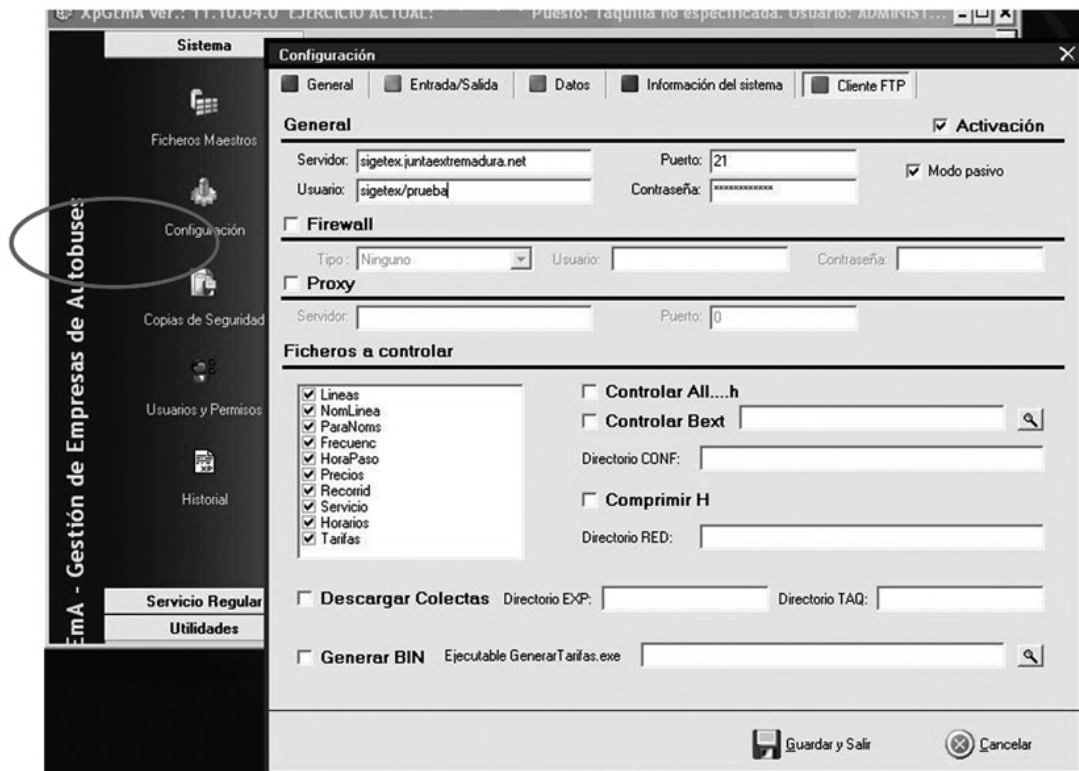 XpGEmA Ver.: 11.10.04.0 EJERCICIO ACTUAL: Puesto: Taquilla no especificada. Usuario: ADMINIST...
EmA - Gestión de Empresas de Autobuses
Sistema
Ficheros Maestros
Configuración
Copias de Seguridad
Usuarios y Permisos
Historial
Servicio Regular
Utilidades
Configuración
General Entrada/Salida Datos Información del sistema Cliente FTP
General Activación
Servidor: sigetex.juntaextremadura.net Puerto: 21
Modo pasivo
Usuario: sigetex/prueba Contraseña: ************
Firewall
Tipo: Ninguno Usuario: Contraseña:
Proxy
Servidor: Puerto: 0
Ficheros a controlar
Lineas
NomLinea
ParaNoms
Frecuenc
HoraPaso
Precios
Recorrid
Servicio
Horarios
Tarifas
Controlar All....h
Controlar Bext
Directorio CONF:
Comprimir H
Directorio RED:
Descargar Colectas Directorio EXP: Directorio TAQ:
Generar BIN Ejecutable GenerarTarifas.exe
Guardar y Salir Cancelar